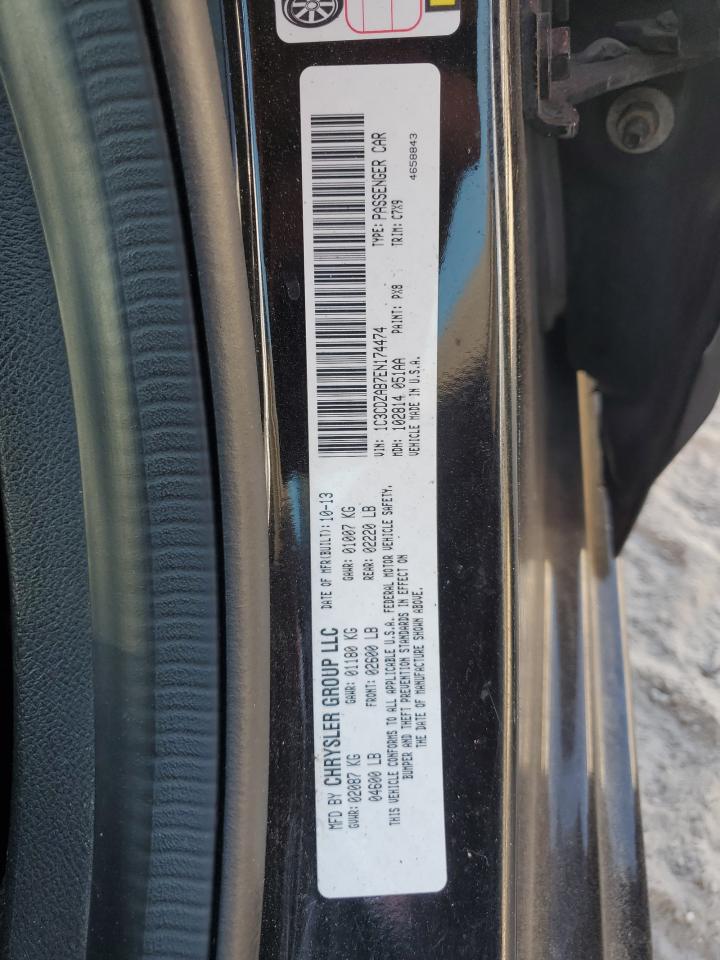 MFD BY CHRYSLER GROUP LLC DATE OF MFR(BUILT): 10-13
GVWR: 02087 KG GAWR: 01180 KG GAWR: 01007 KG
04600 LB FRONT: 02600 LB REAR: 02220 LB
THIS VEHICLE CONFORMS TO ALL APPLICABLE U.S.A. FEDERAL MOTOR VEHICLE SAFETY,
BUMPER AND THEFT PREVENTION STANDARDS IN EFFECT ON
THE DATE OF MANUFACTURE SHOWN ABOVE.
VIN: 1C3CDZAB7EN174474 TYPE: PASSENGER CAR
MDH: 102814 051AA PAINT: PX8 TRIM: C7X9
VEHICLE MADE IN U.S.A. 4658843